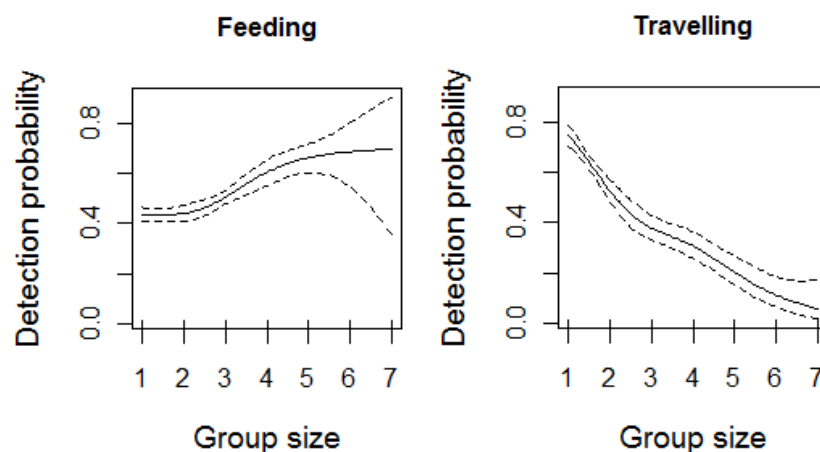 Feeding
Detection probability
0.0 0.4 0.8
1 2 3 4 5 6 7
Group size
Travelling
Detection probability
0.0 0.4 0.8
1 2 3 4 5 6 7
Group size